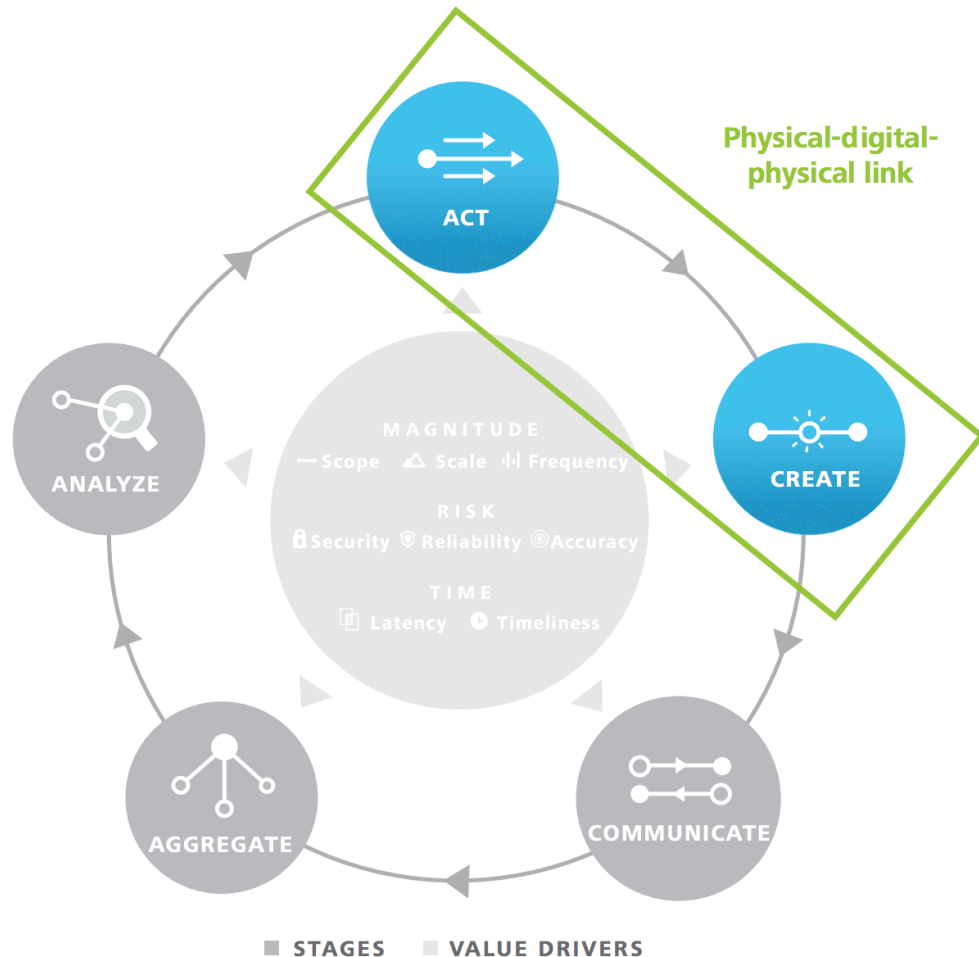 Physical-digital-
physical link
ACT
CREATE
ANALYZE
MAGNITUDE
Scope Scale Frequency
RISK
Security Reliability Accuracy
TIME
Latency Timeliness
AGGREGATE
COMMUNICATE
STAGES VALUE DRIVERS